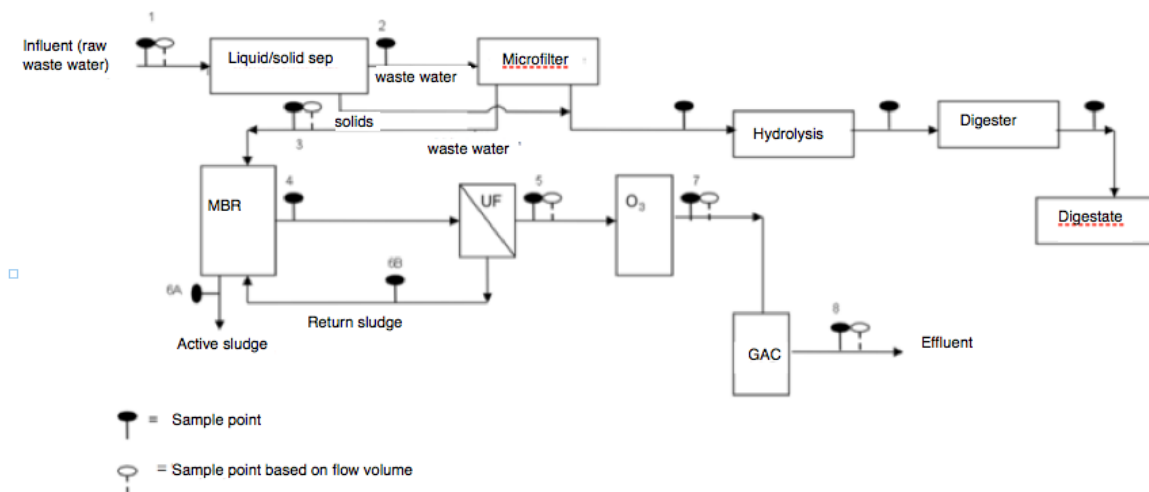 1
2
Influent (raw
waste water)
Liquid/solid sep
waste water
Microfilter
solids
3
waste water
Hydrolysis
Digester
Digestate
MBR
4
UF
5
O₃
7
6A
6B
Return sludge
Active sludge
GAC
8
Effluent
= Sample point
= Sample point based on flow volume